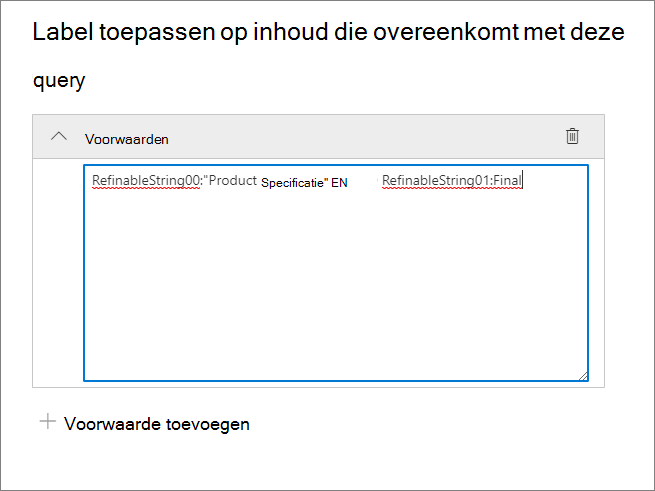 Label toepassen op inhoud die overeenkomt met deze
query
Voorwaarden
RefinableString00:"Product Specificatie" EN RefinableString01:Final
Voorwaarde toevoegen